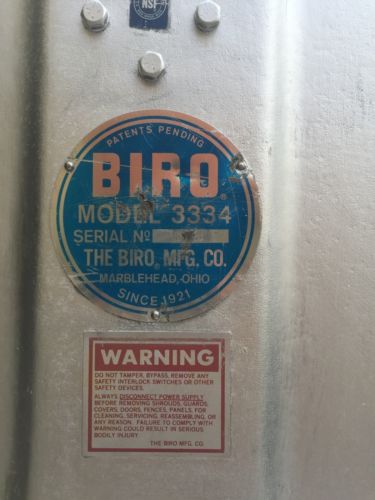 NSF
PATENTS PENDING
BIRO®
MODEL 3334
SERIAL Nº
THE BIRO® MFG. CO.
MARBLEHEAD, OHIO
SINCE 1921
WARNING
DO NOT TAMPER, BYPASS, REMOVE ANY
SAFETY INTERLOCK SWITCHES OR OTHER
SAFETY DEVICES.
ALWAYS DISCONNECT POWER SUPPLY
BEFORE REMOVING SHROUDS, GUARDS,
COVERS, DOORS, FENCES, PANELS, FOR
CLEANING, SERVICING, REASSEMBLING, OR
ANY REASON. FAILURE TO COMPLY WITH
WARNING COULD RESULT IN SERIOUS
BODILY INJURY.
THE BIRO MFG. CO.